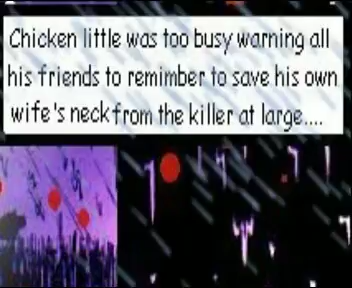 Chicken little was too busy warning all
his friends to remimber to save his own
wife's neck from the killer at large....